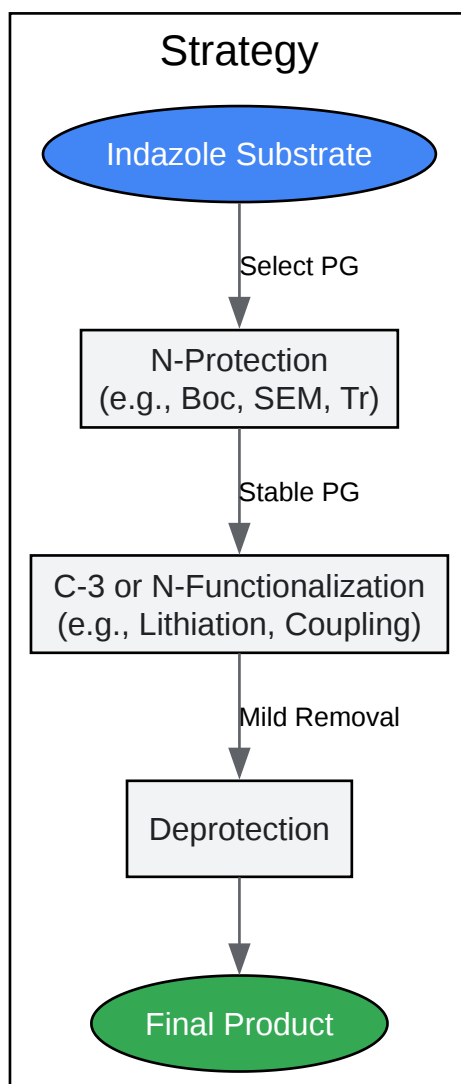 Strategy
Indazole Substrate
Select PG
N-Protection
(e.g., Boc, SEM, Tr)
Stable PG
C-3 or N-Functionalization
(e.g., Lithiation, Coupling)
Mild Removal
Deprotection
Final Product